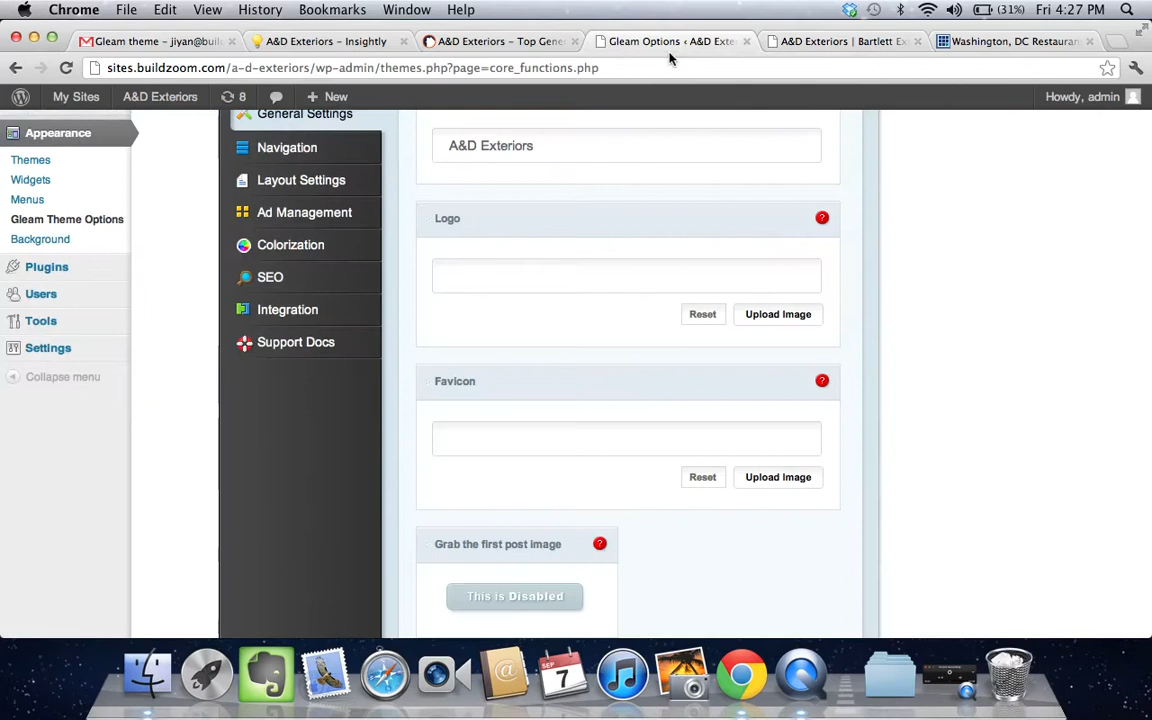 Chrome File Edit View History Bookmarks Window Help (31%) Fri 4:27 PM
Gleam theme – jiyan@buil A&D Exteriors – Insightly A&D Exteriors – Top Gene Gleam Options ‹ A&D Exter A&D Exteriors | Bartlett Ex Washington, DC Restauran
sites.buildzoom.com/a-d-exteriors/wp-admin/themes.php?page=core_functions.php
My Sites A&D Exteriors 8 New Howdy, admin
Appearance
Themes
Widgets
Menus
Gleam Theme Options
Background
Plugins
Users
Tools
Settings
Collapse menu
General Settings
Navigation
Layout Settings
Ad Management
Colorization
SEO
Integration
Support Docs
A&D Exteriors
Logo ?
Reset Upload Image
Favicon ?
Reset Upload Image
Grab the first post image ?
This is Disabled
SEP
7